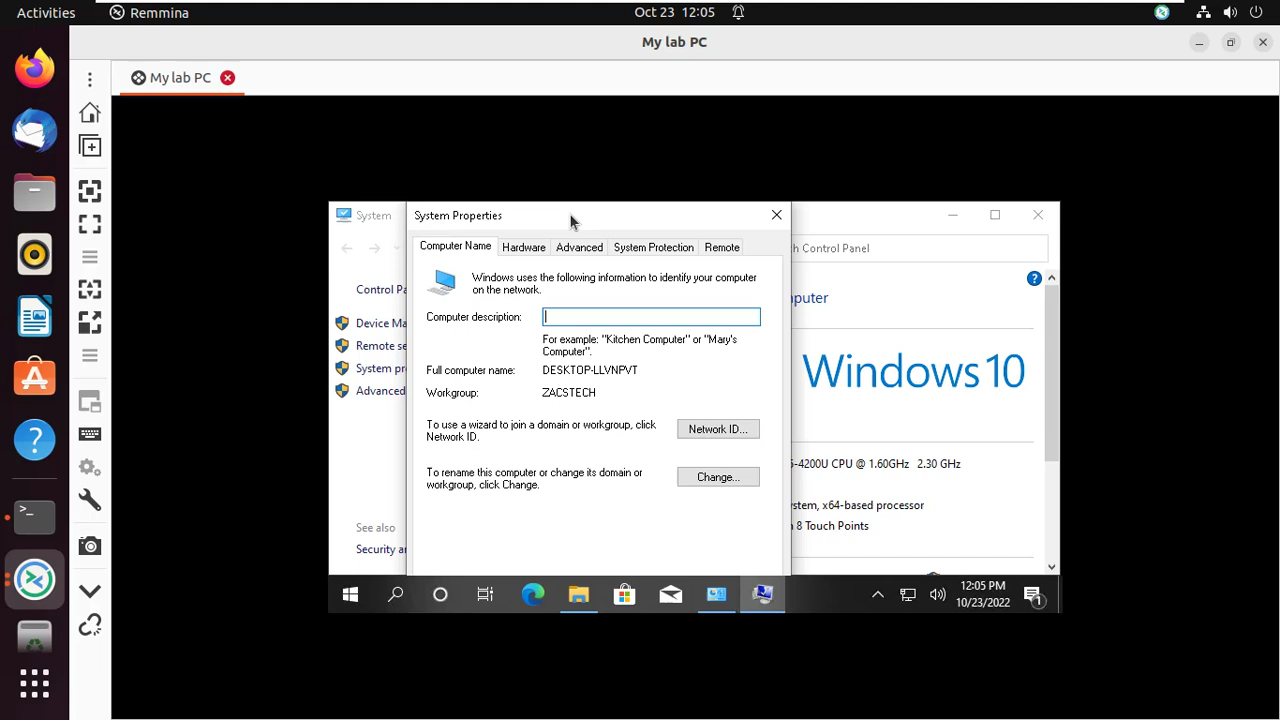 Activities
Remmina
Oct 23 12:05
My lab PC
My lab PC
System
System Properties
Computer Name
Hardware
Advanced
System Protection
Remote
ch Control Panel
Windows uses the following information to identify your computer
on the network.
Computer description:
For example: "Kitchen Computer" or "Mary's
Computer".
Full computer name:
DESKTOP-LLVNPVT
Workgroup:
ZACSTECH
To use a wizard to join a domain or workgroup, click
Network ID.
Network ID...
To rename this computer or change its domain or
workgroup, click Change.
Change...
Control Pa
Device Ma
Remote se
System pr
Advanced
See also
Security an
puter
Windows 10
5-4200U CPU @ 1.60GHz 2.30 GHz
stem, x64-based processor
8 Touch Points
12:05 PM
10/23/2022
1